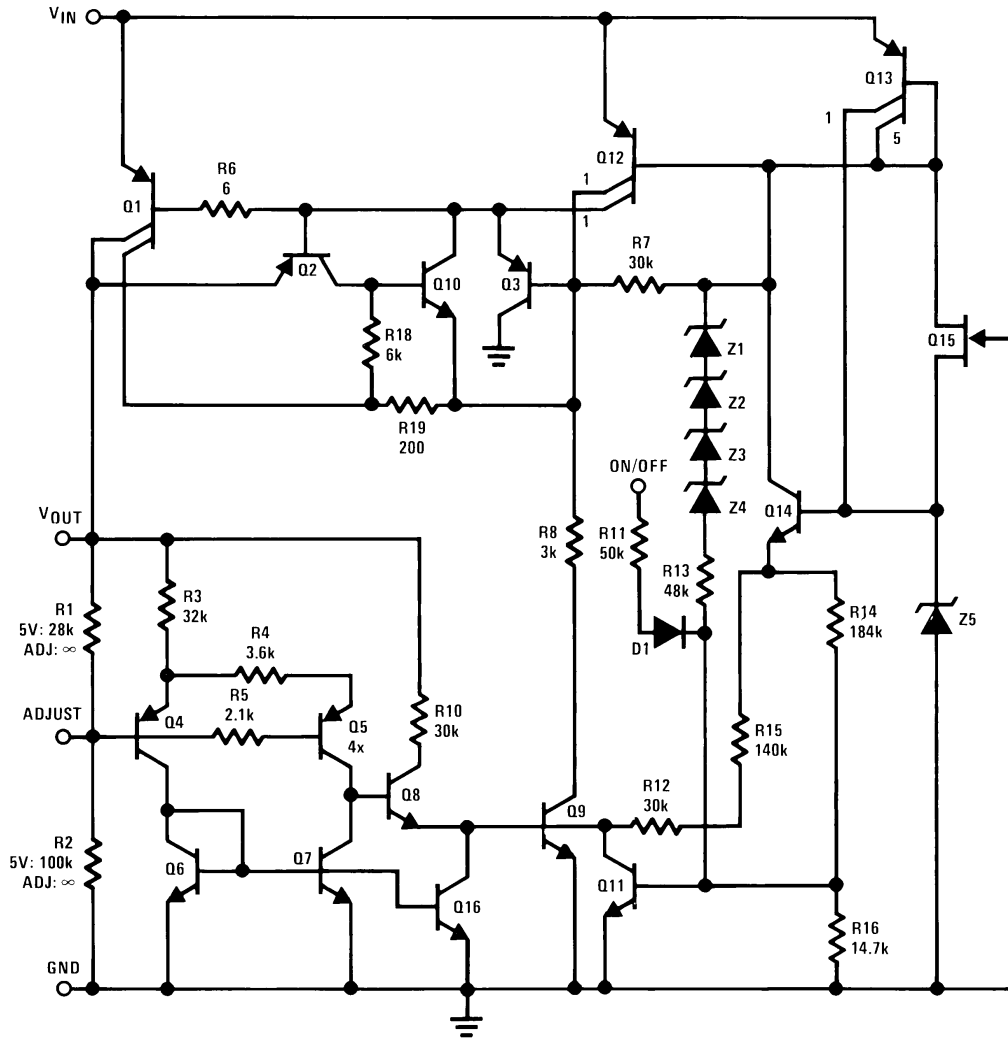 VIN
Q13
1
5
Q12
1
1
R6
6
Q1
Q2
Q10
Q3
R7
30k
R18
6k
R19
200
Z1
Z2
Z3
Z4
Q15
ON/OFF
R11
50k
R13
48k
D1
Q14
R14
184k
Z5
VOUT
R8
3k
R1
5V: 28k
ADJ: ∞
R3
32k
R4
3.6k
R5
2.1k
ADJUST
Q4
Q5
4x
R10
30k
R15
140k
Q8
R12
30k
Q9
R2
5V: 100k
ADJ: ∞
Q6
Q7
Q16
Q11
R16
14.7k
GND